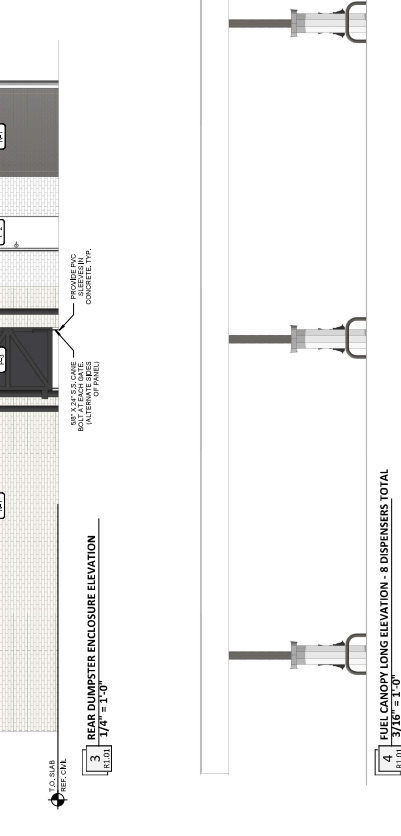 PROVIDE PVC
SLEEVES IN
CONCRETE, TYP.
5/8" X 24" S.S. CANE
BOLT AT EACH GATE.
(ALTERNATE SIDES
OF PANEL)
T.O. SLAB
REF. CIVIL
3
R1.01
REAR DUMPSTER ENCLOSURE ELEVATION
1/4" = 1'-0"
4
R1.01
FUEL CANOPY LONG ELEVATION - 8 DISPENSERS TOTAL
3/16" = 1'-0"